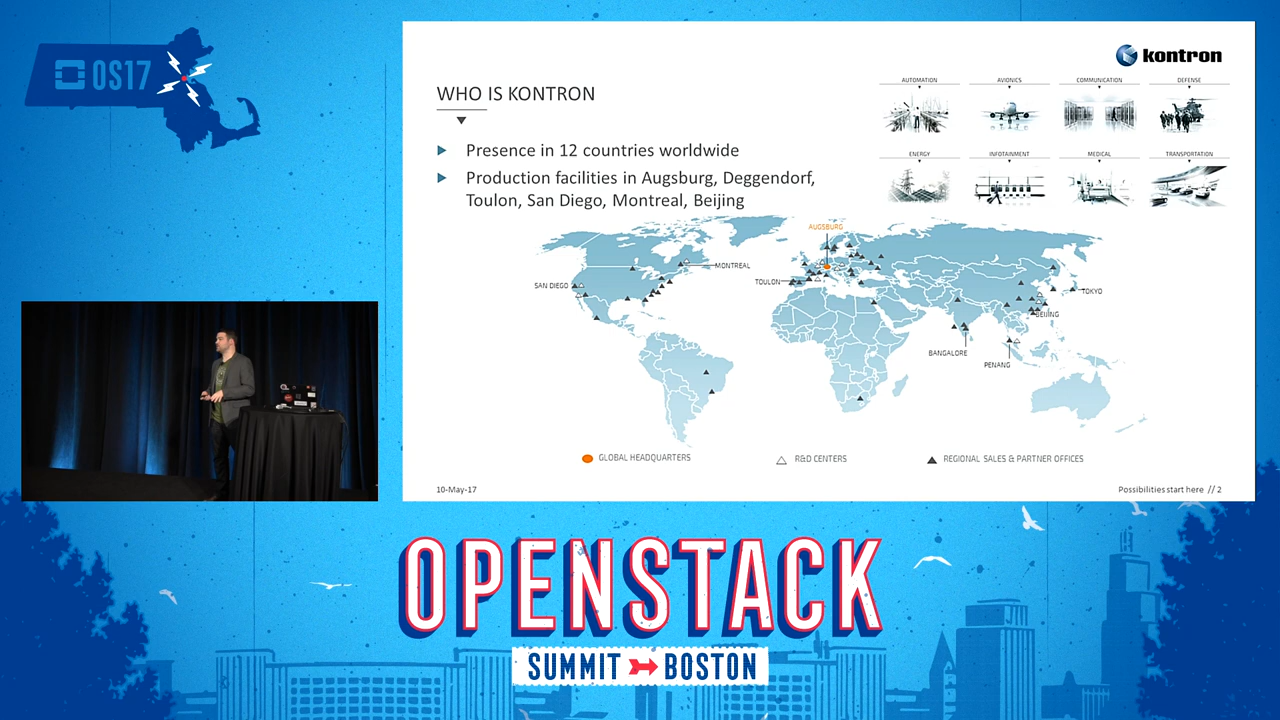 OS17
kontron
AUTOMATION
AVIONICS
COMMUNICATION
DEFENSE
ENERGY
INFOTAINMENT
MEDICAL
TRANSPORTATION
WHO IS KONTRON
Presence in 12 countries worldwide
Production facilities in Augsburg, Deggendorf,
Toulon, San Diego, Montreal, Beijing
AUGSBURG
MONTREAL
SAN DIEGO
TOULON
TOKYO
BEIJING
BANGALORE
PENANG
GLOBAL HEADQUARTERS
R&D CENTERS
REGIONAL SALES & PARTNER OFFICES
10-May-17
Possibilities start here // 2
OPENSTACK
SUMMIT BOSTON